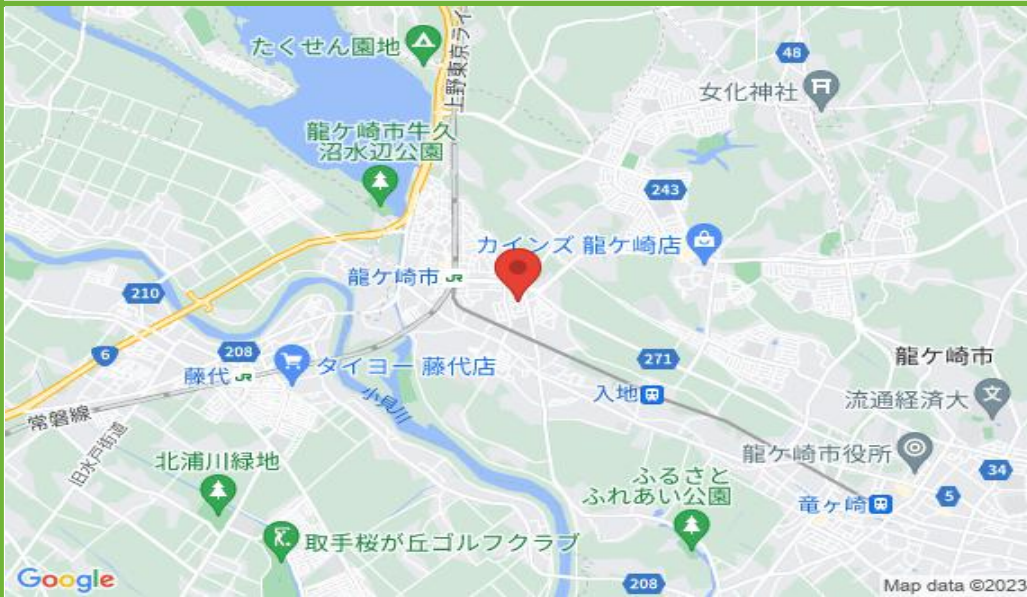 たくせん園地
上野東京ライ
48
女化神社
龍ケ崎市牛久
沼水辺公園
243
カインズ 龍ケ崎店
龍ケ崎市 JR
210
6
208
藤代 JR
タイヨー 藤代店
271
龍ケ崎市
入地
流通経済大
文
小貝川
常磐線
旧水戸街道
北浦川緑地
龍ケ崎市役所
34
ふるさと
ふれあい公園
5
竜ヶ崎
取手桜が丘ゴルフクラブ
208
Google
Map data ©2023